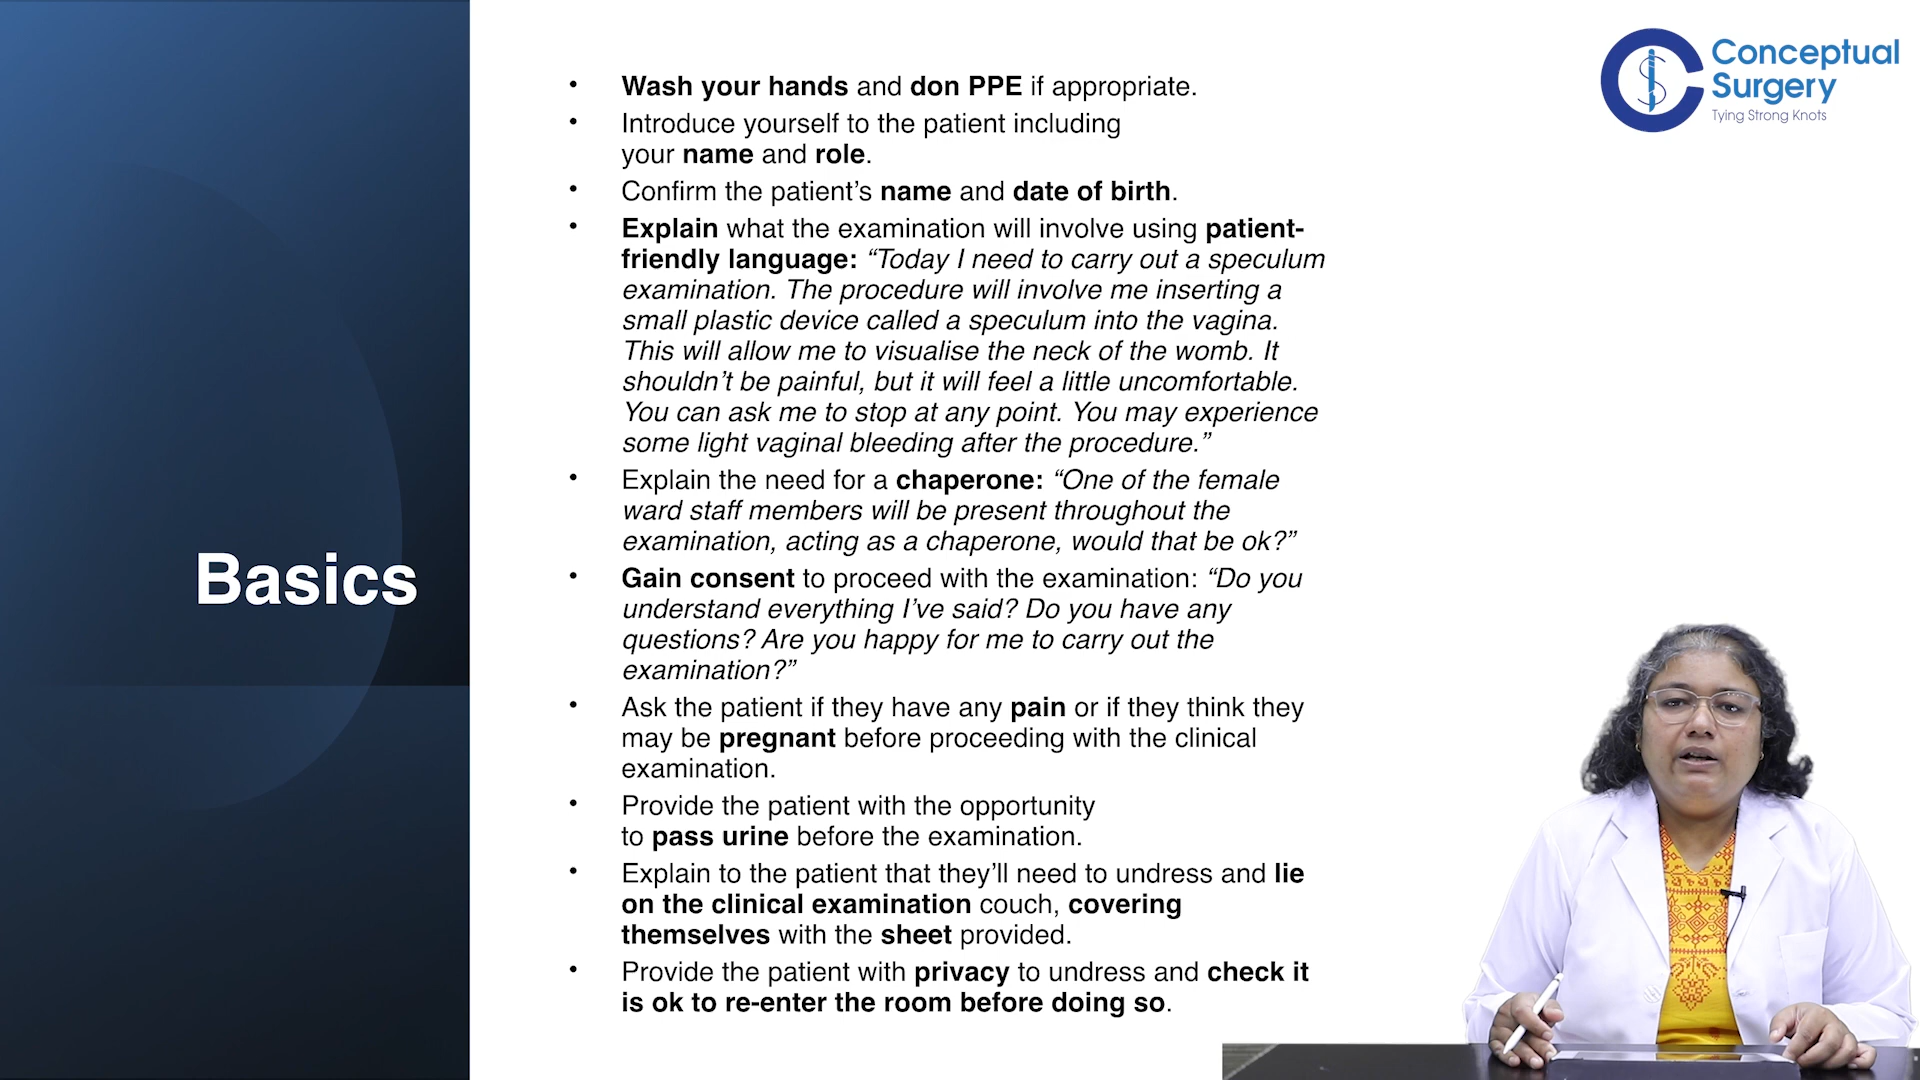 Conceptual
Surgery
Tying Strong Knots
Basics
• Wash your hands and don PPE if appropriate.
• Introduce yourself to the patient including
your name and role.
• Confirm the patient’s name and date of birth.
• Explain what the examination will involve using patient-
friendly language: “Today I need to carry out a speculum
examination. The procedure will involve me inserting a
small plastic device called a speculum into the vagina.
This will allow me to visualise the neck of the womb. It
shouldn’t be painful, but it will feel a little uncomfortable.
You can ask me to stop at any point. You may experience
some light vaginal bleeding after the procedure.”
• Explain the need for a chaperone: “One of the female
ward staff members will be present throughout the
examination, acting as a chaperone, would that be ok?”
• Gain consent to proceed with the examination: “Do you
understand everything I’ve said? Do you have any
questions? Are you happy for me to carry out the
examination?”
• Ask the patient if they have any pain or if they think they
may be pregnant before proceeding with the clinical
examination.
• Provide the patient with the opportunity
to pass urine before the examination.
• Explain to the patient that they’ll need to undress and lie
on the clinical examination couch, covering
themselves with the sheet provided.
• Provide the patient with privacy to undress and check it
is ok to re-enter the room before doing so.